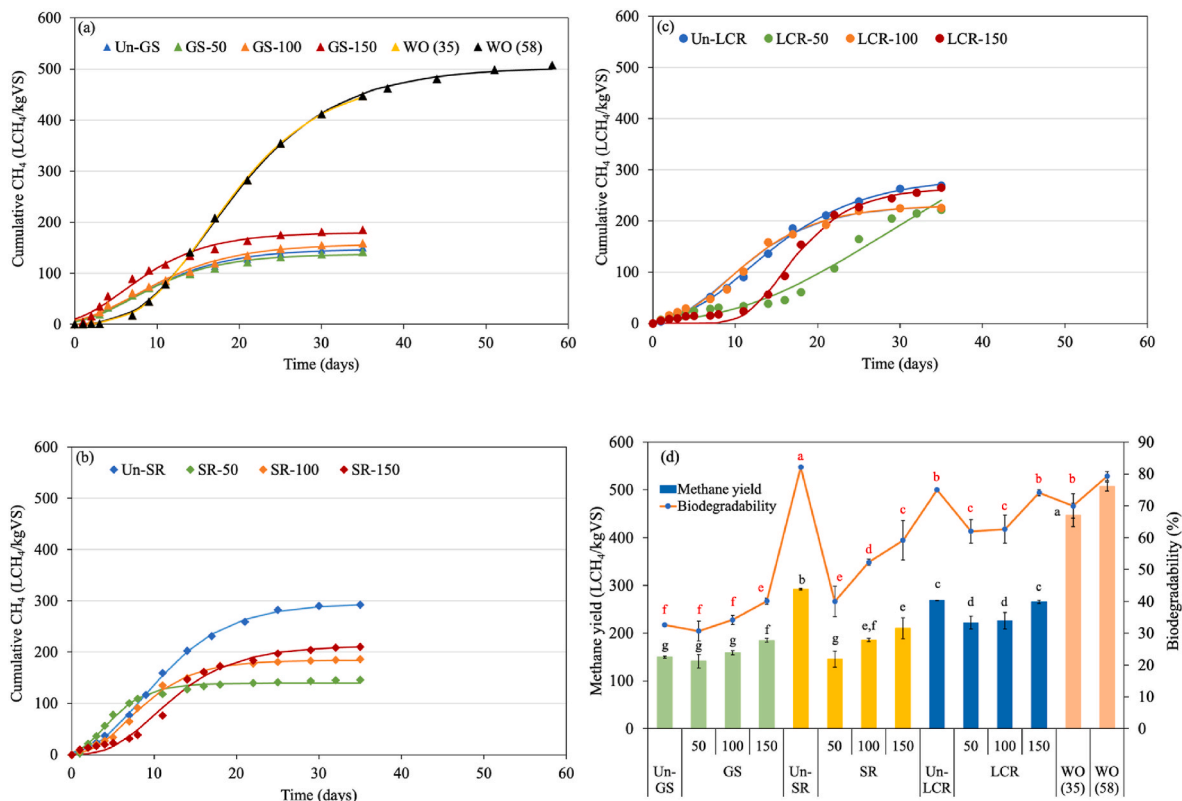 (a)
Un-GS GS-50 GS-100 GS-150 WO (35) WO (58)
600
500
400
300
200
100
0
Cumulative CH₄ (LCH₄/kgVS)
0 10 20 30 40 50 60
Time (days)
(c)
Un-LCR LCR-50 LCR-100 LCR-150
600
500
400
300
200
100
0
Cumulative CH₄ (LCH₄/kgVS)
0 10 20 30 40 50 60
Time (days)
(b)
Un-SR SR-50 SR-100 SR-150
600
500
400
300
200
100
0
Cumulative CH₄ (LCH₄/kgVS)
0 10 20 30 40 50 60
Time (days)
(d)
Methane yield
Biodegradability
600
500
400
300
200
100
0
Methane yield (LCH₄/kgVS)
90
80
70
60
50
40
30
20
10
0
Biodegradability (%)
f f f e a e d c b c c b b
g g g f b g e,f e c d d c a
50 100 150 50 100 150 50 100 150
Un-GS GS Un-SR SR Un-LCR LCR WO (35) WO (58)